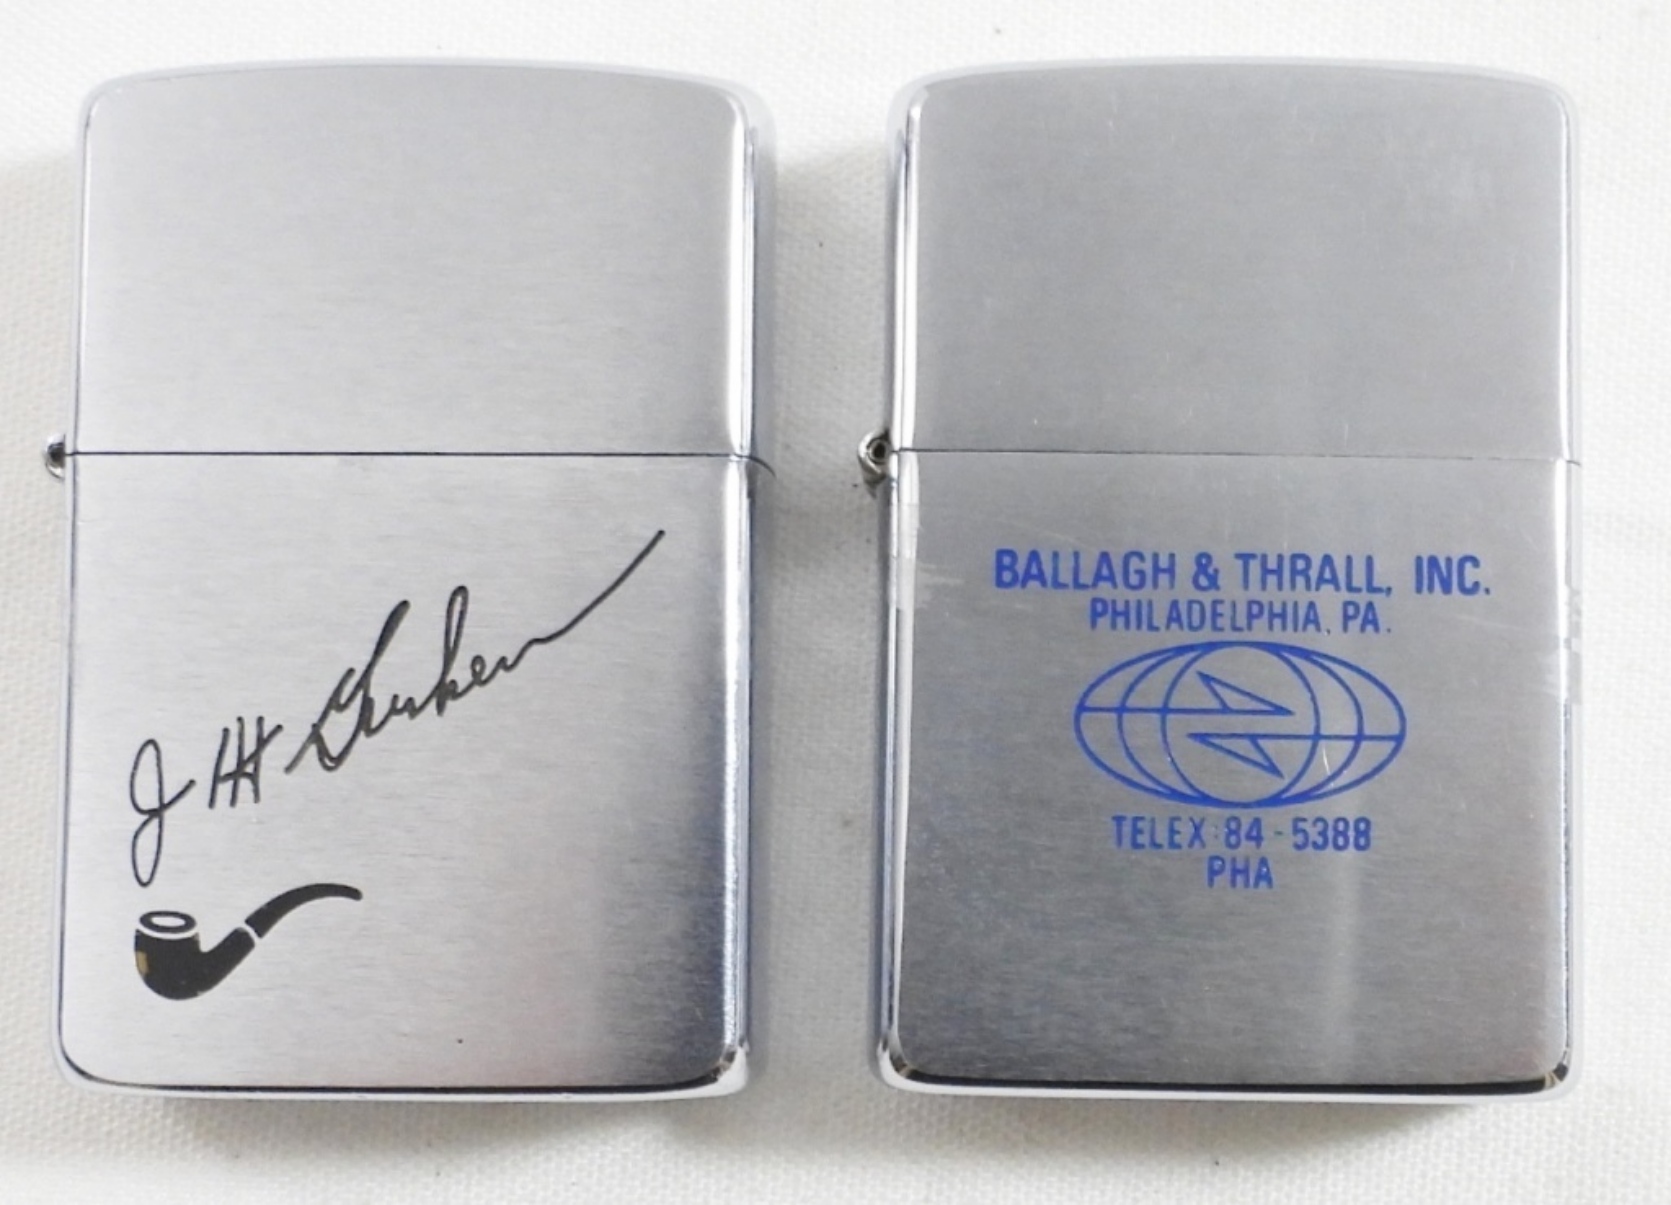 BALLAGH & THRALL, INC.
PHILADELPHIA, PA.
TELEX: 84-5388
PHA